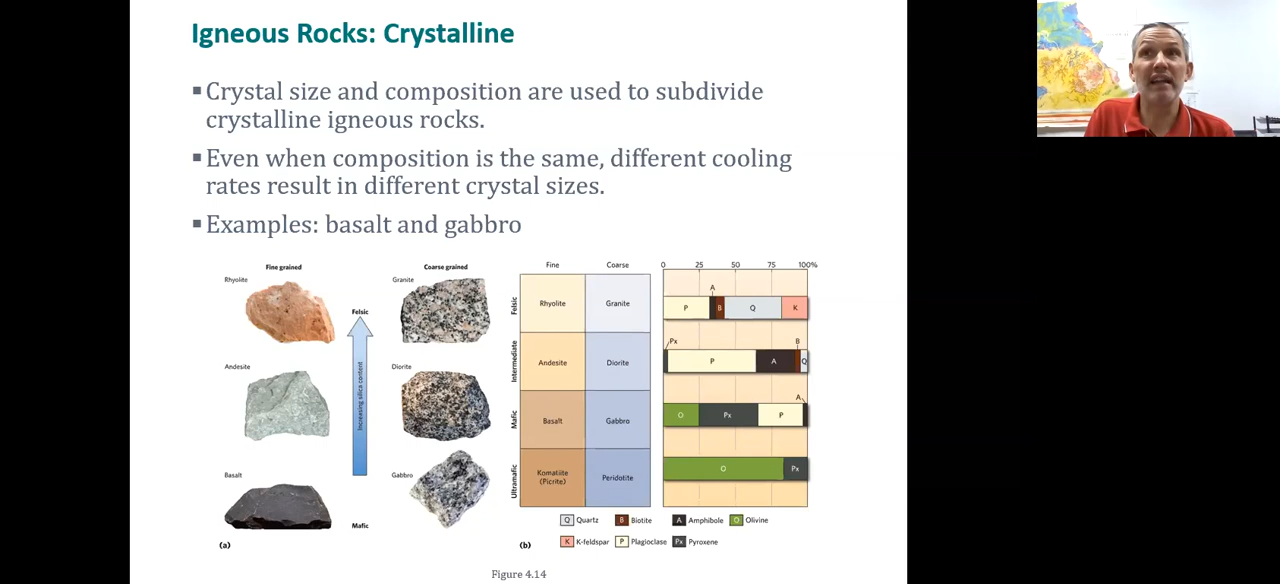 Igneous Rocks: Crystalline
▪Crystal size and composition are used to subdivide
crystalline igneous rocks.
▪Even when composition is the same, different cooling
rates result in different crystal sizes.
▪Examples: basalt and gabbro
Fine grained
Coarse grained
Rhyolite
Granite
Felsic
Andesite
Diorite
Increasing silica content
Basalt
Gabbro
Mafic
(a)
Fine Coarse 0 25 50 75 100%
Felsic Rhyolite Granite
A
P B Q K
Intermediate Andesite Diorite
Px B
P A Q
Mafic Basalt Gabbro
A
O Px P
Ultramafic Komatiite
(Picrite) Peridotite
O Px
Q Quartz B Biotite A Amphibole O Olivine
K K-feldspar P Plagioclase Px Pyroxene
(b)
Figure 4.14